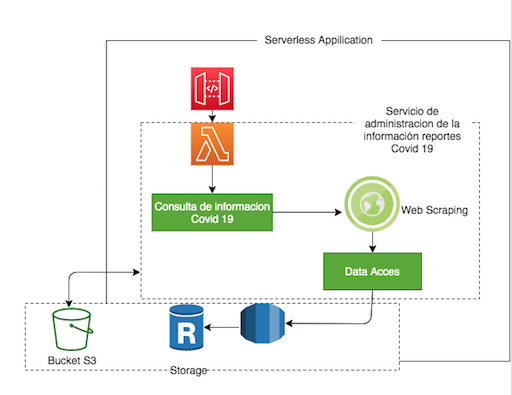 Serverless Appilication
Servicio de
administracion de la
información reportes
Covid 19
Consulta de informacion
Covid 19
Web Scraping
Data Acces
R
Bucket S3
Storage